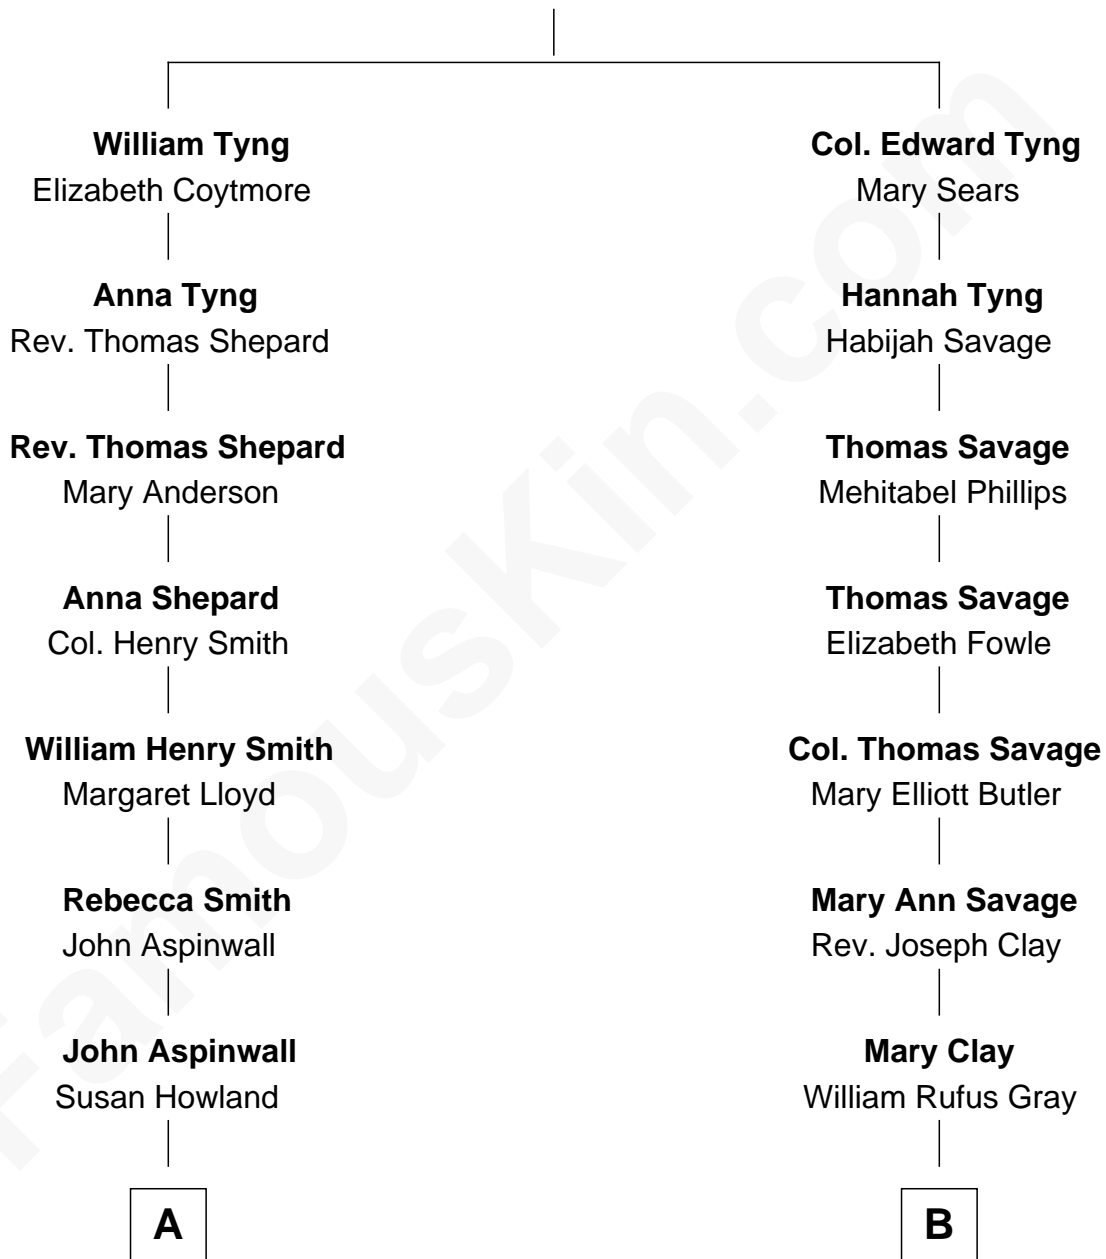 William Tyng
Elizabeth Coytmore
Anna Tyng
Rev. Thomas Shepard
Rev. Thomas Shepard
Mary Anderson
Anna Shepard
Col. Henry Smith
William Henry Smith
Margaret Lloyd
Rebecca Smith
John Aspinwall
John Aspinwall
Susan Howland
A
Col. Edward Tyng
Mary Sears
Hannah Tyng
Habijah Savage
Thomas Savage
Mehitabel Phillips
Thomas Savage
Elizabeth Fowle
Col. Thomas Savage
Mary Elliott Butler
Mary Ann Savage
Rev. Joseph Clay
Mary Clay
William Rufus Gray
B
FamousKin.com